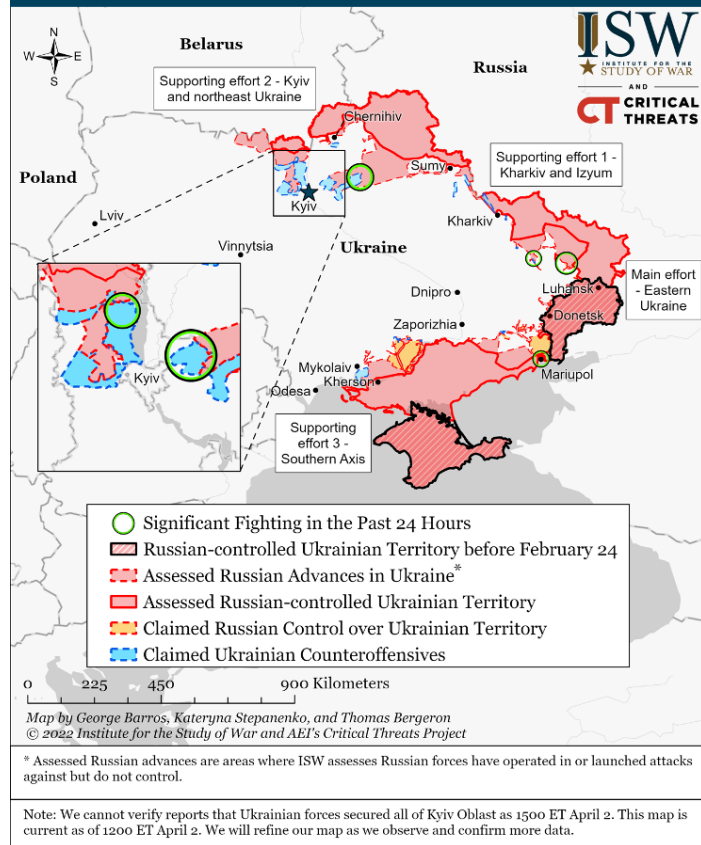 N
W E
S
Belarus
ISW
INSTITUTE FOR THE
STUDY OF WAR
AND
CT CRITICAL
THREATS
Russia
Supporting effort 2 - Kyiv
and northeast Ukraine
Chernihiv
Supporting effort 1 -
Kharkiv and Izyum
Poland
Sumy
Kyiv
Lviv
Kharkiv
Vinnytsia
Ukraine
Main effort
- Eastern
Ukraine
Luhansk
Dnipro
Donetsk
Zaporizhia
Kyiv
Mykolaiv
Mariupol
Kherson
Odesa
Supporting
effort 3 -
Southern Axis
Significant Fighting in the Past 24 Hours
Russian-controlled Ukrainian Territory before February 24
Assessed Russian Advances in Ukraine*
Assessed Russian-controlled Ukrainian Territory
Claimed Russian Control over Ukrainian Territory
Claimed Ukrainian Counteroffensives
0 225 450 900 Kilometers
Map by George Barros, Kateryna Stepanenko, and Thomas Bergeron
© 2022 Institute for the Study of War and AEI's Critical Threats Project
* Assessed Russian advances are areas where ISW assesses Russian forces have operated in or launched attacks
against but do not control.
Note: We cannot verify reports that Ukrainian forces secured all of Kyiv Oblast as 1500 ET April 2. This map is
current as of 1200 ET April 2. We will refine our map as we observe and confirm more data.